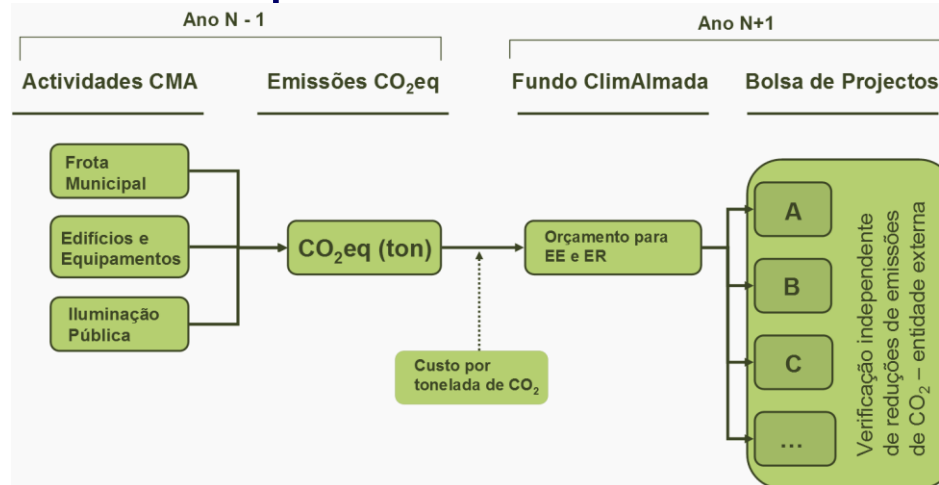 Ano N - 1
Ano N+1
Actividades CMA
Emissões CO₂eq
Fundo ClimAlmada
Bolsa de Projectos
Frota
Municipal
Edifícios e
Equipamentos
Iluminação
Pública
CO₂eq (ton)
Custo por
tonelada de CO₂
Orçamento para
EE e ER
A
B
C
...
Verificação independente
de reduções de emissões
de CO₂ – entidade externa